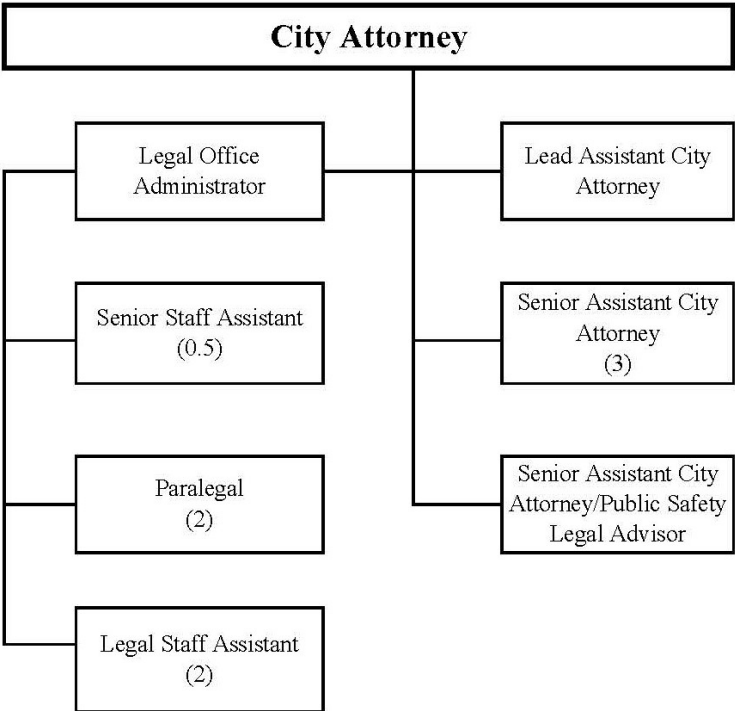 City Attorney
Legal Office
Administrator
Lead Assistant City
Attorney
Senior Staff Assistant
(0.5)
Senior Assistant City
Attorney
(3)
Paralegal
(2)
Senior Assistant City
Attorney/Public Safety
Legal Advisor
Legal Staff Assistant
(2)